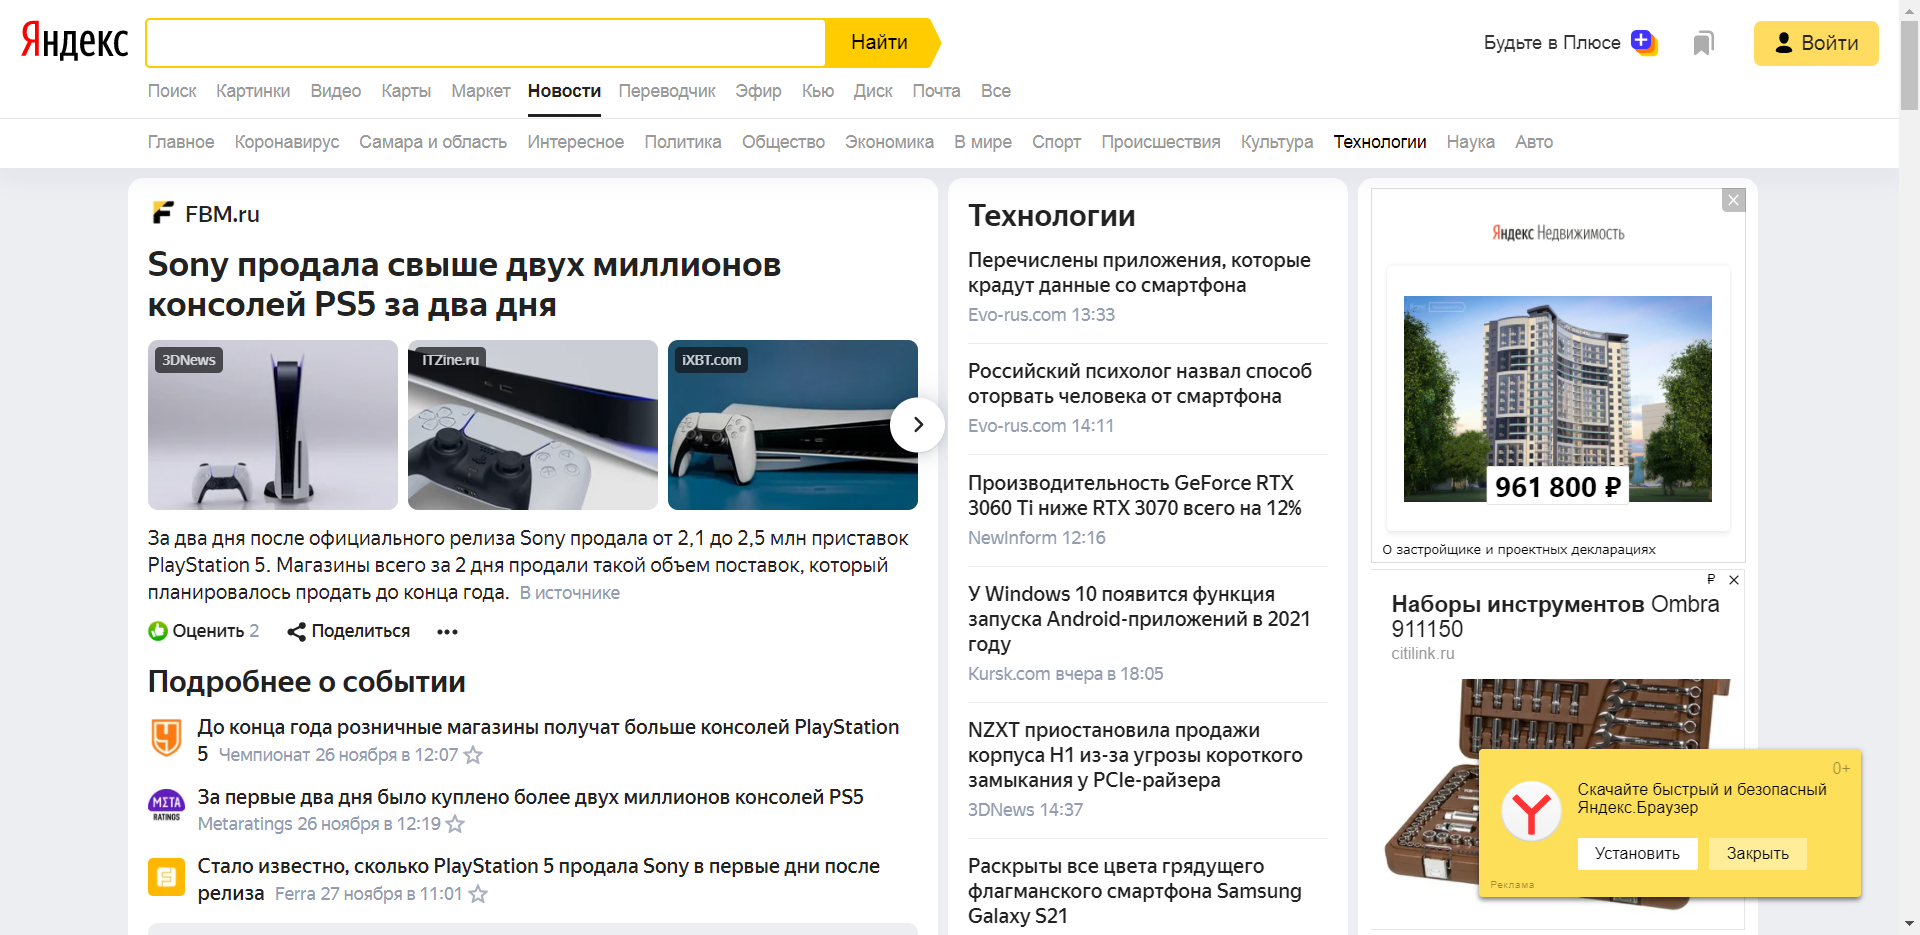 Яндекс
Найти
Будьте в Плюсе
Войти
Поиск Картинки Видео Карты Маркет Новости Переводчик Эфир Кью Диск Почта Все
Главное Коронавирус Самара и область Интересное Политика Общество Экономика В мире Спорт Происшествия Культура Технологии Наука Авто
FBM.ru
Sony продала свыше двух миллионов
консолей PS5 за два дня
3DNews
ITZine.ru
iXBT.com
За два дня после официального релиза Sony продала от 2,1 до 2,5 млн приставок
PlayStation 5. Магазины всего за 2 дня продали такой объем поставок, который
планировалось продать до конца года. В источнике
Оценить 2 Поделиться
Подробнее о событии
До конца года розничные магазины получат больше консолей PlayStation
5 Чемпионат 26 ноября в 12:07
META
RATINGS
За первые два дня было куплено более двух миллионов консолей PS5
Metaratings 26 ноября в 12:19
Стало известно, сколько PlayStation 5 продала Sony в первые дни после
релиза Ferra 27 ноября в 11:01
Технологии
Перечислены приложения, которые
крадут данные со смартфона
Evo-rus.com 13:33
Российский психолог назвал способ
оторвать человека от смартфона
Evo-rus.com 14:11
Производительность GeForce RTX
3060 Ti ниже RTX 3070 всего на 12%
NewInform 12:16
У Windows 10 появится функция
запуска Android-приложений в 2021
году
Kursk.com вчера в 18:05
NZXT приостановила продажи
корпуса H1 из-за угрозы короткого
замыкания у PCIe-райзера
3DNews 14:37
Раскрыты все цвета грядущего
флагманского смартфона Samsung
Galaxy S21
Яндекс Недвижимость
961 800 ₽
О застройщике и проектных декларациях
₽
Наборы инструментов Ombra
911150
citilink.ru
0+
Скачайте быстрый и безопасный
Яндекс.Браузер
Установить Закрыть
Реклама